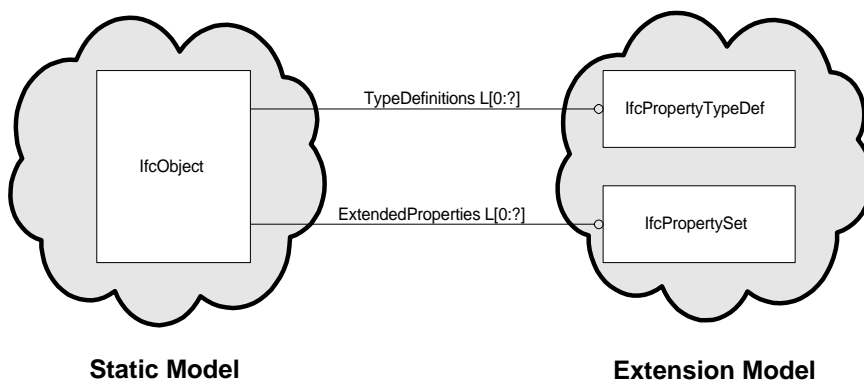 TypeDefinitions L[0:?]
IfcPropertyTypeDef
IfcObject
ExtendedProperties L[0:?]
IfcPropertySet
Static Model
Extension Model